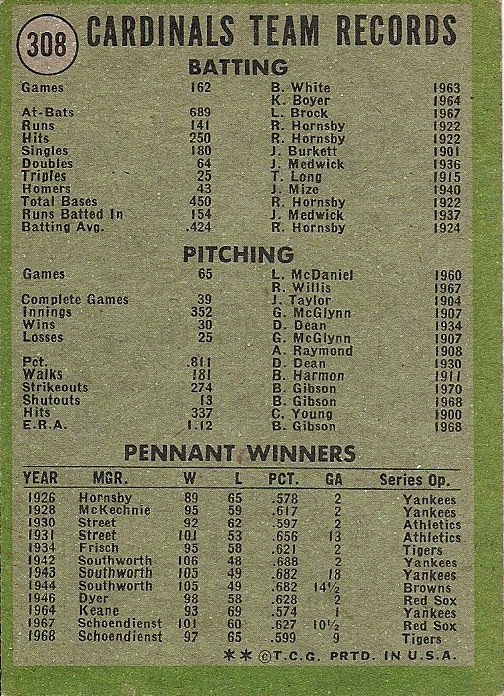 308 CARDINALS TEAM RECORDS
BATTING
Games 162 B. White 1963
K. Boyer 1964
At-Bats 689 L. Brock 1967
Runs 141 R. Hornsby 1922
Hits 250 R. Hornsby 1922
Singles 180 J. Burkett 1901
Doubles 64 J. Medwick 1936
Triples 25 T. Long 1915
Homers 43 J. Mize 1940
Total Bases 450 R. Hornsby 1922
Runs Batted In 154 J. Medwick 1937
Batting Avg. .424 R. Hornsby 1924
PITCHING
Games 65 L. McDaniel 1960
R. Willis 1967
Complete Games 39 J. Taylor 1904
Innings 352 G. McGlynn 1907
Wins 30 D. Dean 1934
Losses 25 G. McGlynn 1907
A. Raymond 1908
Pct. .811 D. Dean 1930
Walks 181 B. Harmon 1911
Strikeouts 274 B. Gibson 1970
Shutouts 13 B. Gibson 1968
Hits 337 C. Young 1900
E.R.A. 1.12 B. Gibson 1968
PENNANT WINNERS
YEAR MGR. W L PCT. GA Series Op.
1926 Hornsby 89 65 .578 2 Yankees
1928 McKechnie 95 59 .617 2 Yankees
1930 Street 92 62 .597 2 Athletics
1931 Street 101 53 .656 13 Athletics
1934 Frisch 95 58 .621 2 Tigers
1942 Southworth 106 48 .688 2 Yankees
1943 Southworth 105 49 .682 18 Yankees
1944 Southworth 105 49 .682 14½ Browns
1946 Dyer 98 58 .628 2 Red Sox
1964 Keane 93 69 .574 1 Yankees
1967 Schoendienst 101 60 .627 10½ Red Sox
1968 Schoendienst 97 65 .599 9 Tigers
** © T.C.G. PRTD. IN U.S.A.